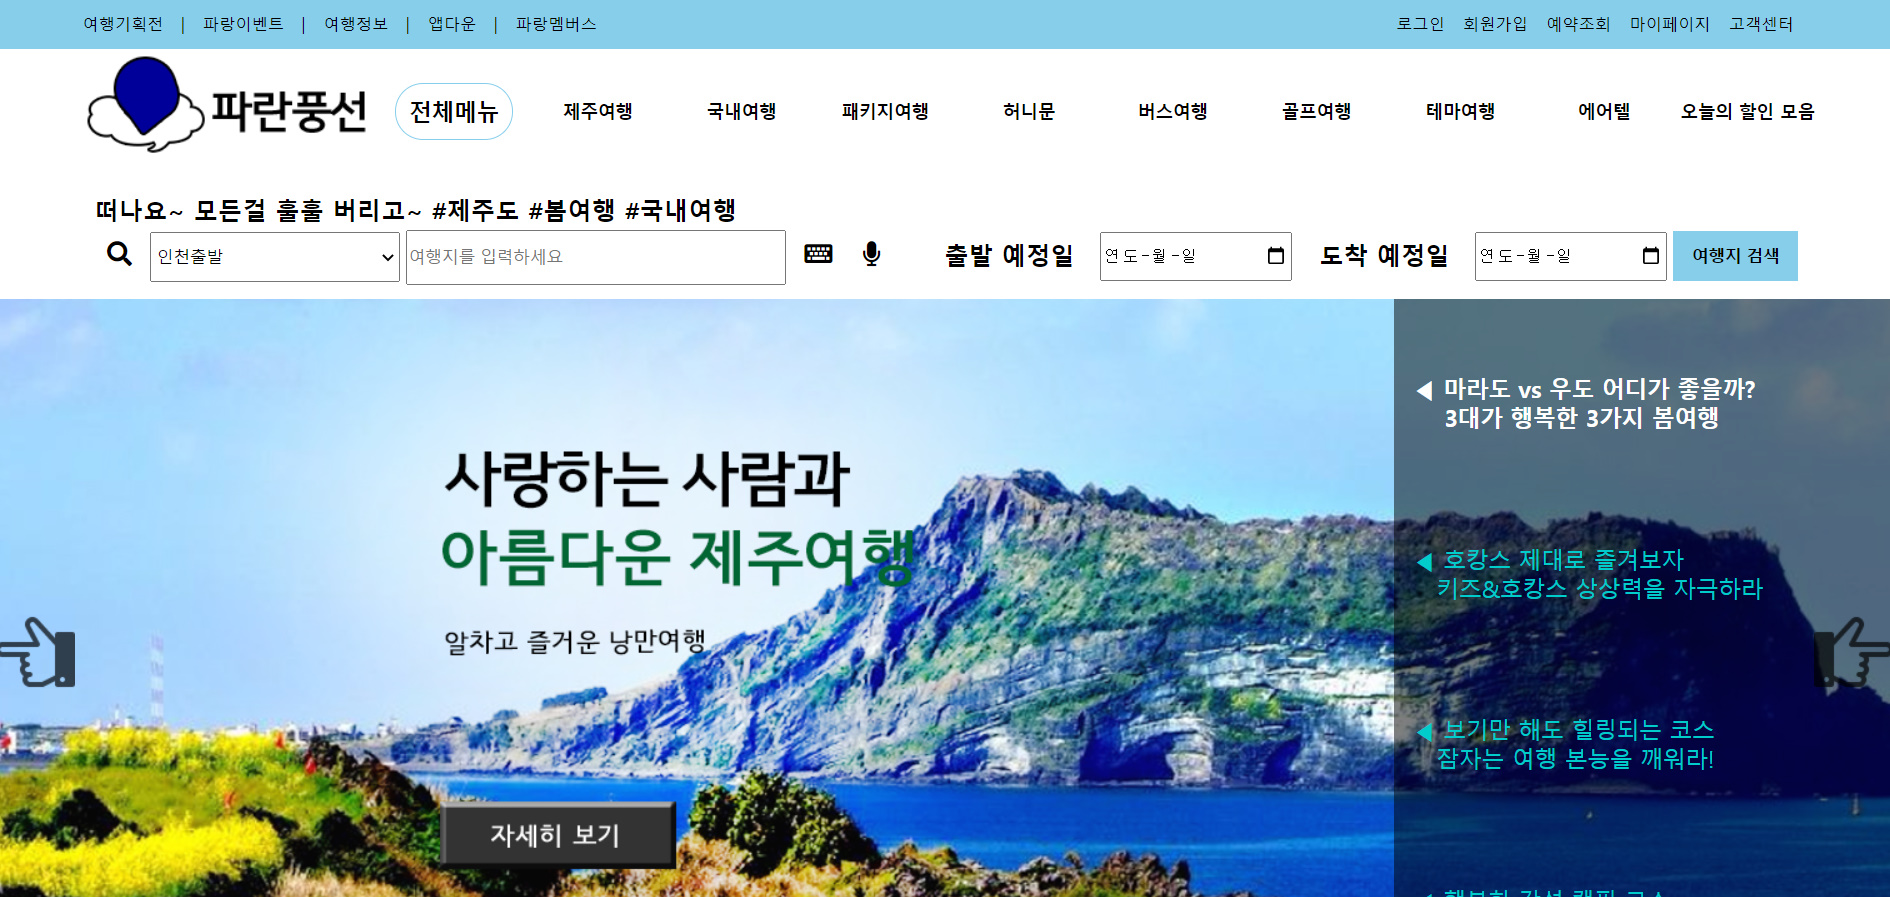 여행기획전 | 파랑이벤트 | 여행정보 | 앱다운 | 파랑멤버스
로그인 회원가입 예약조회 마이페이지 고객센터
파란풍선
전체메뉴 제주여행 국내여행 패키지여행 허니문 버스여행 골프여행 테마여행 에어텔 오늘의 할인 모음
떠나요~ 모든걸 훌훌 버리고~ #제주도 #봄여행 #국내여행
인천출발 여행지를 입력하세요 출발 예정일 연도-월-일 도착 예정일 연도-월-일 여행지 검색
사랑하는 사람과
아름다운 제주여행
알차고 즐거운 낭만여행
자세히 보기
◀ 마라도 vs 우도 어디가 좋을까?
3대가 행복한 3가지 봄여행
◀ 호캉스 제대로 즐겨보자
키즈&호캉스 상상력을 자극하라
◀ 보기만 해도 힐링되는 코스
잠자는 여행 본능을 깨워라!